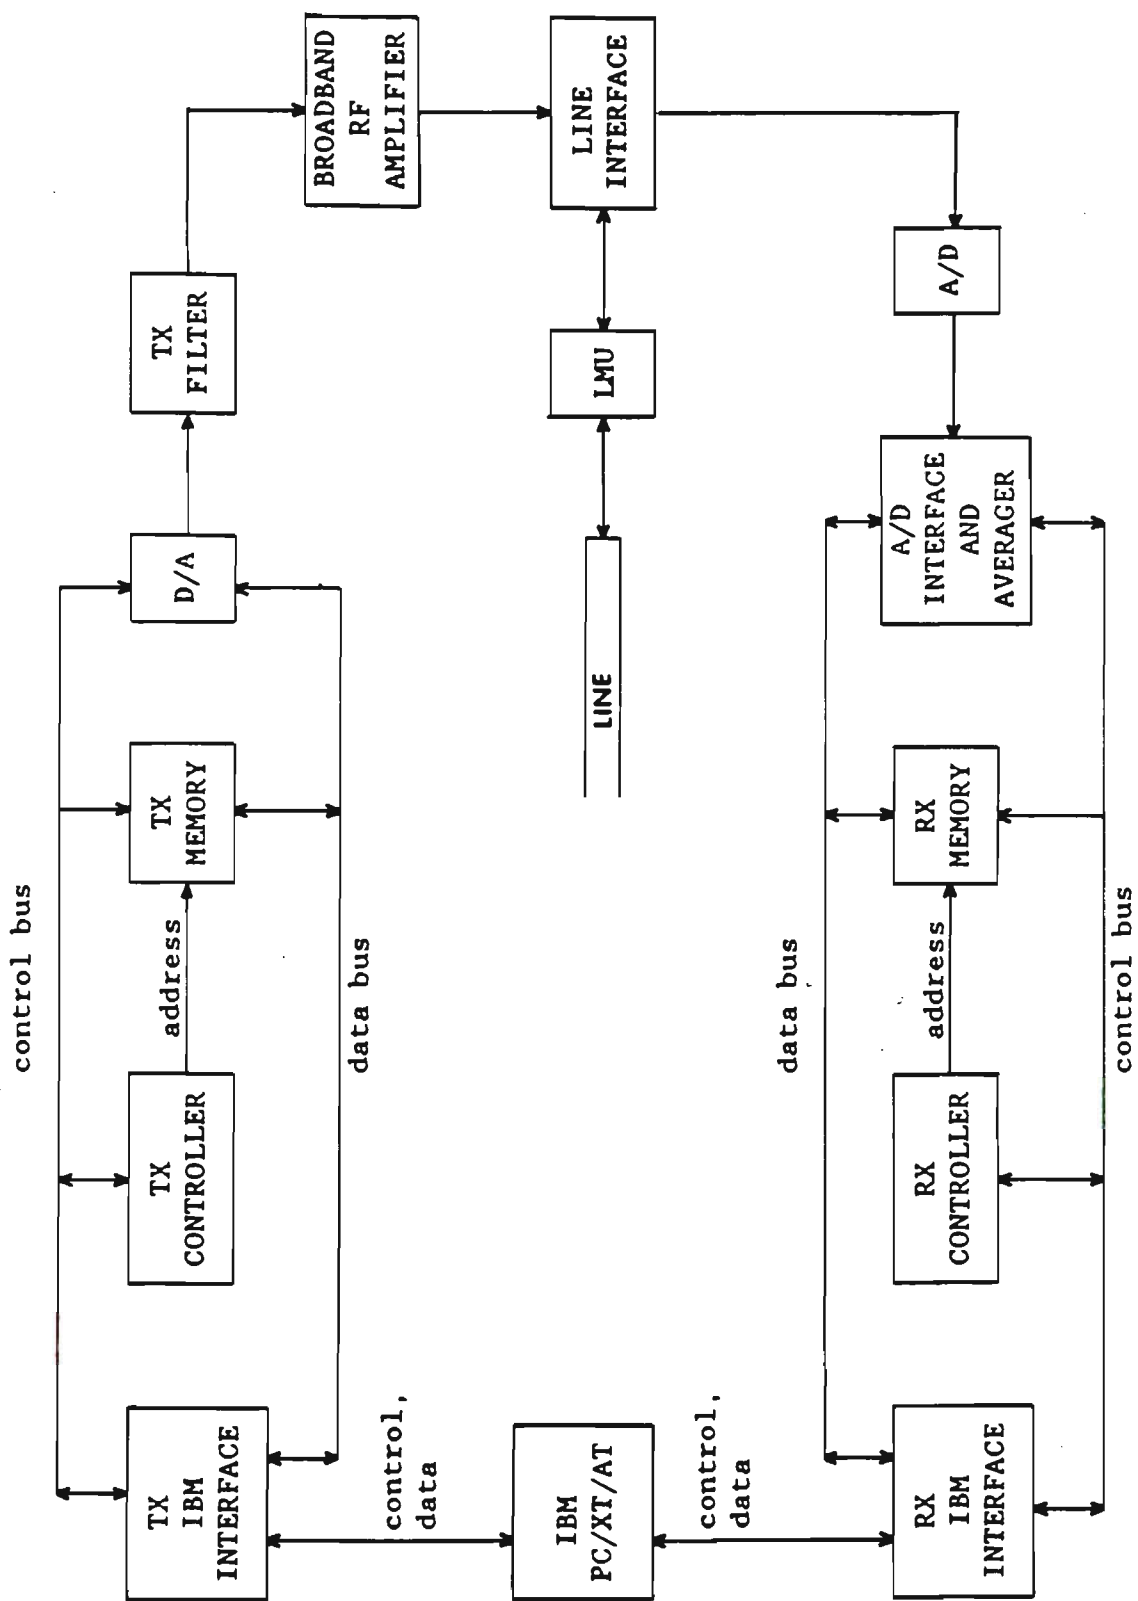 control bus
TX
IBM
INTERFACE
TX
CONTROLLER
address
TX
MEMORY
D/A
TX
FILTER
data bus
control,
data
BROADBAND
RF
AMPLIFIER
IBM
PC/XT/AT
LINE
LMU
LINE
INTERFACE
control,
data
data bus
RX
IBM
INTERFACE
RX
CONTROLLER
address
RX
MEMORY
A/D
INTERFACE
AND
AVERAGER
A/D
control bus